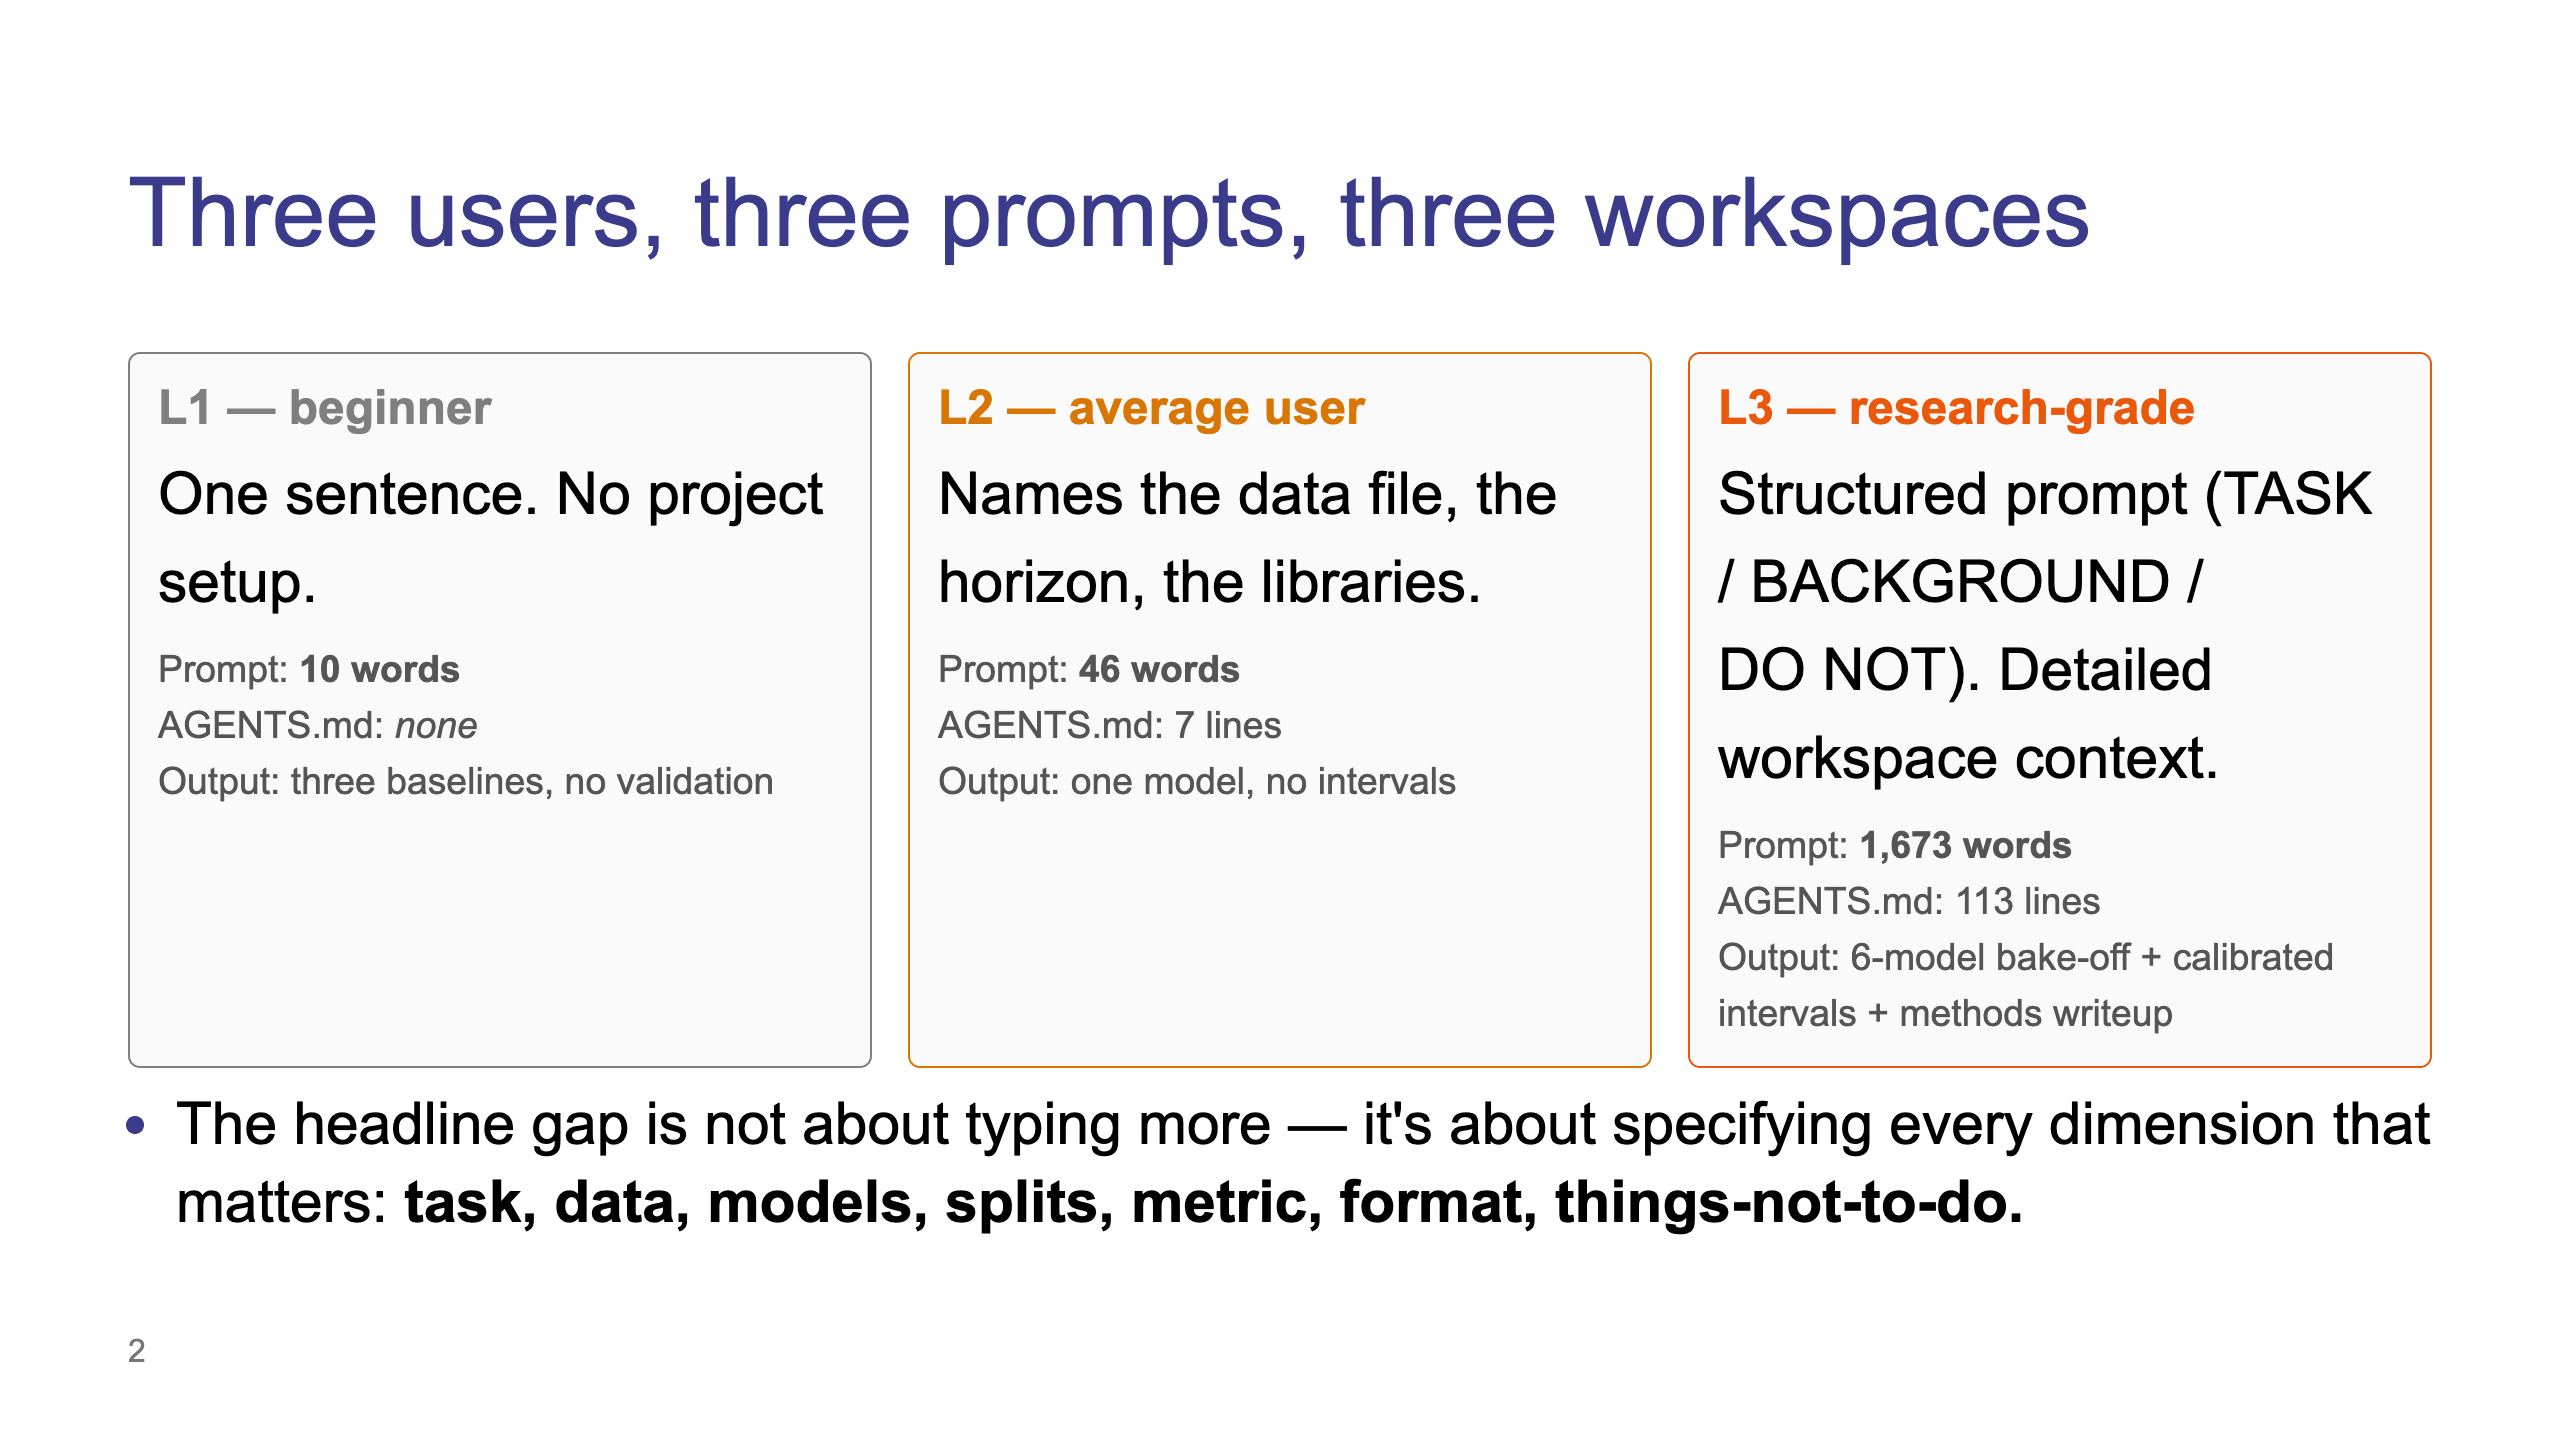 Three users, three prompts, three workspaces
L1 — beginner
One sentence. No project
setup.
Prompt: 10 words
AGENTS.md: none
Output: three baselines, no validation
L2 — average user
Names the data file, the
horizon, the libraries.
Prompt: 46 words
AGENTS.md: 7 lines
Output: one model, no intervals
L3 — research-grade
Structured prompt (TASK
/ BACKGROUND /
DO NOT). Detailed
workspace context.
Prompt: 1,673 words
AGENTS.md: 113 lines
Output: 6-model bake-off + calibrated
intervals + methods writeup
• The headline gap is not about typing more — it's about specifying every dimension that
matters: task, data, models, splits, metric, format, things-not-to-do.
2